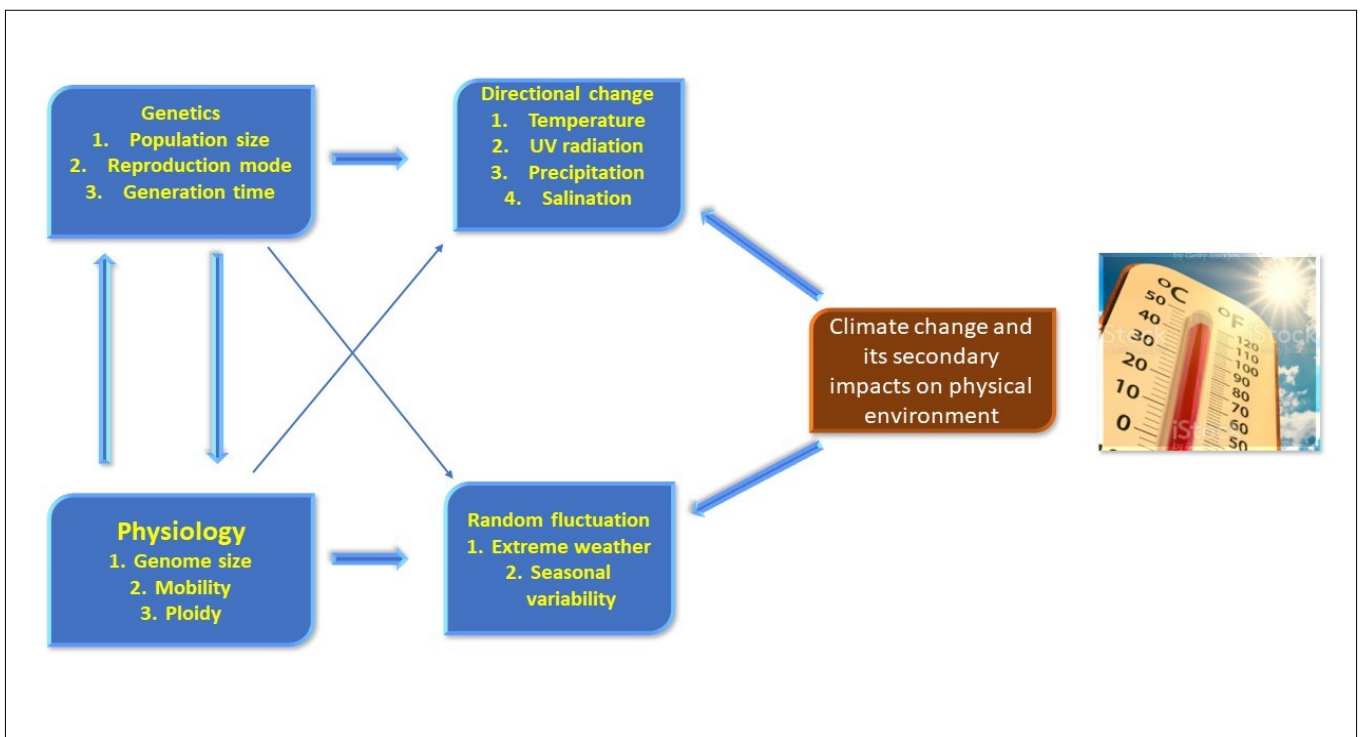 Genetics
1. Population size
2. Reproduction mode
3. Generation time
Directional change
1. Temperature
2. UV radiation
3. Precipitation
4. Salination
Climate change and
its secondary
impacts on physical
environment
Physiology
1. Genome size
2. Mobility
3. Ploidy
Random fluctuation
1. Extreme weather
2. Seasonal
variability
°C
50
40
30
20
10
0
°F
120
110
100
90
80
70
60
50
iStock
iStock
iStock